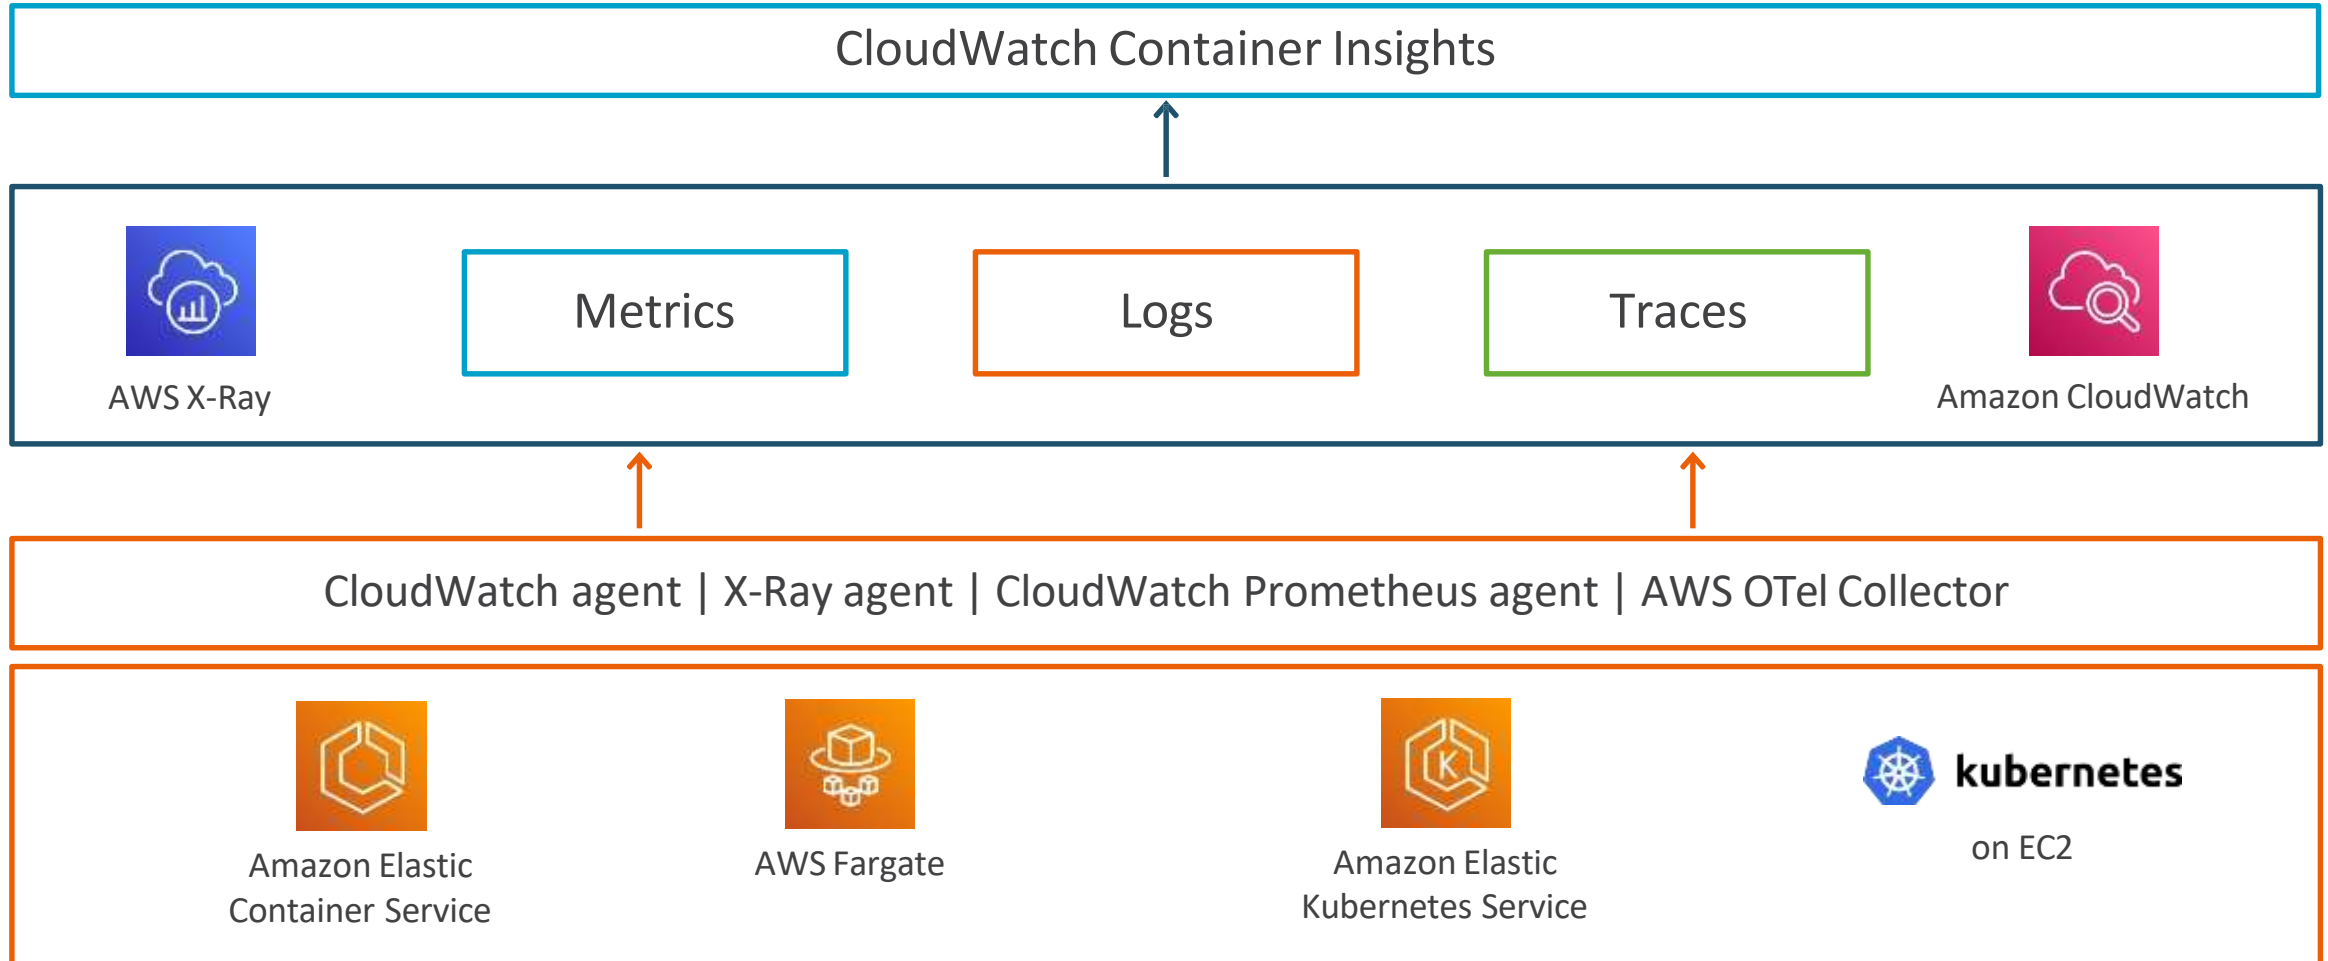 CloudWatch Container Insights
Metrics
Logs
Traces
AWS X-Ray
Amazon CloudWatch
CloudWatch agent | X-Ray agent | CloudWatch Prometheus agent | AWS OTel Collector
Amazon Elastic
Container Service
AWS Fargate
K
Amazon Elastic
Kubernetes Service
kubernetes
on EC2